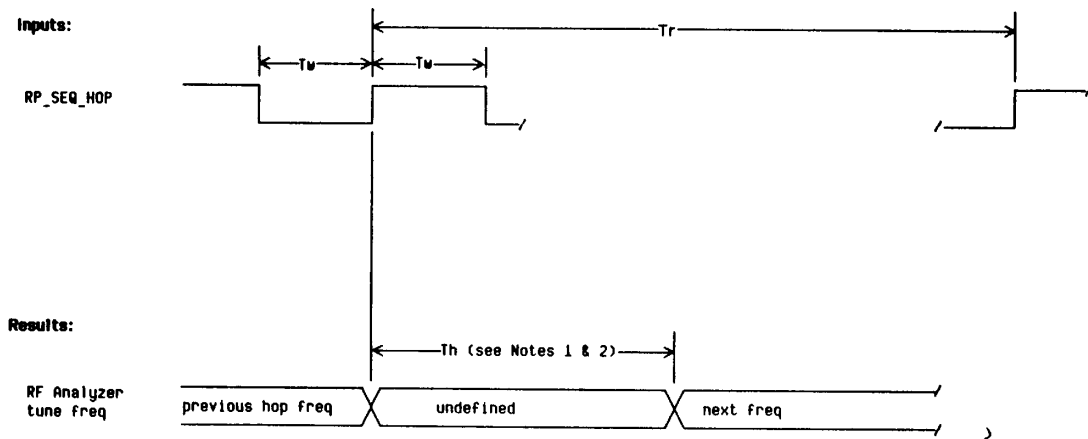 Inputs:
Tr
Tw Tw
RP_SEQ_HOP
Results:
Th (see Notes 1 & 2)
RF Analyzer
tune freq
previous hop freq undefined next freq